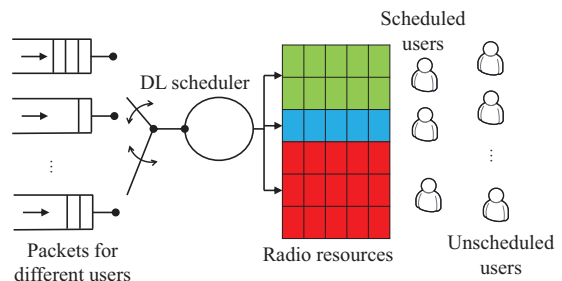 Scheduled
users
DL scheduler
...
...
Packets for
different users
Radio resources
Unscheduled
users